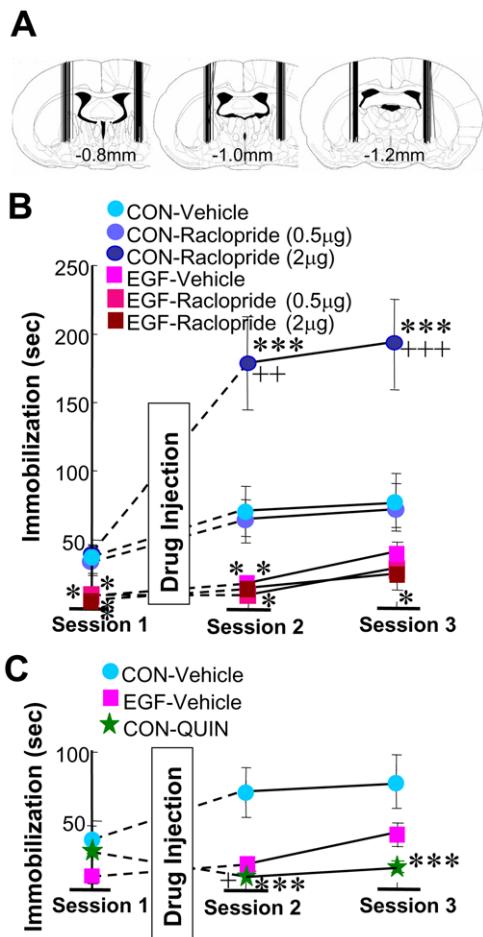 A
-0.8mm -1.0mm -1.2mm
B
CON-Vehicle
CON-Raclopride (0.5μg)
CON-Raclopride (2μg)
EGF-Vehicle
EGF-Raclopride (0.5μg)
EGF-Raclopride (2μg)
250
200
150
100
50
Immobilization (sec)
Drug Injection
***
++
***
+++
* *
*
*
* *
*
*
Session 1 Session 2 Session 3
C
CON-Vehicle
EGF-Vehicle
CON-QUIN
100
50
Immobilization (sec)
Drug Injection
+ ***
***
Session 1 Session 2 Session 3